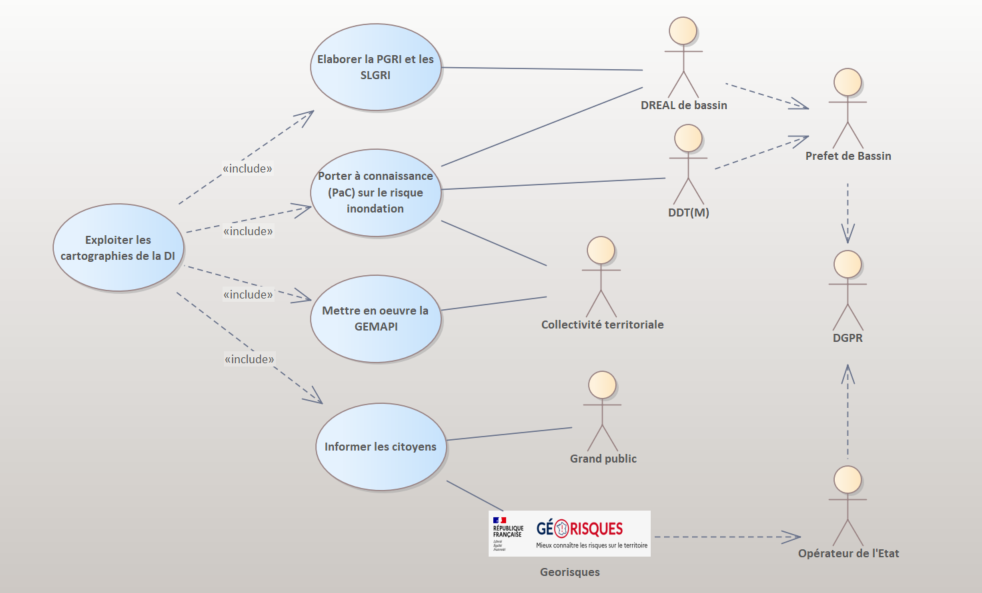 Elaborer la PGRI et les
SLGRI
DREAL de bassin
Prefet de Bassin
«include»
Porter à connaissance
(PaC) sur le risque
inondation
DDT(M)
«include»
Exploiter les
cartographies de la DI
«include»
Mettre en oeuvre la
GEMAPI
Collectivité territoriale
DGPR
«include»
Informer les citoyens
Grand public
RÉPUBLIQUE
FRANÇAISE
GÉORISQUES
Mieux connaître les risques sur le territoire
Georisques
Opérateur de l'Etat